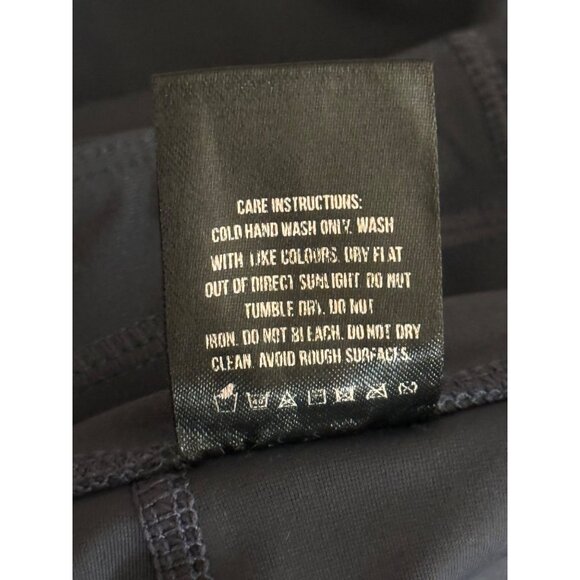 CARE INSTRUCTIONS:
COLD HAND WASH ONLY. WASH
WITH LIKE COLOURS. DRY FLAT
OUT OF DIRECT SUNLIGHT. DO NOT
TUMBLE DRY. DO NOT
IRON. DO NOT BLEACH. DO NOT DRY
CLEAN. AVOID ROUGH SURFACES.
40